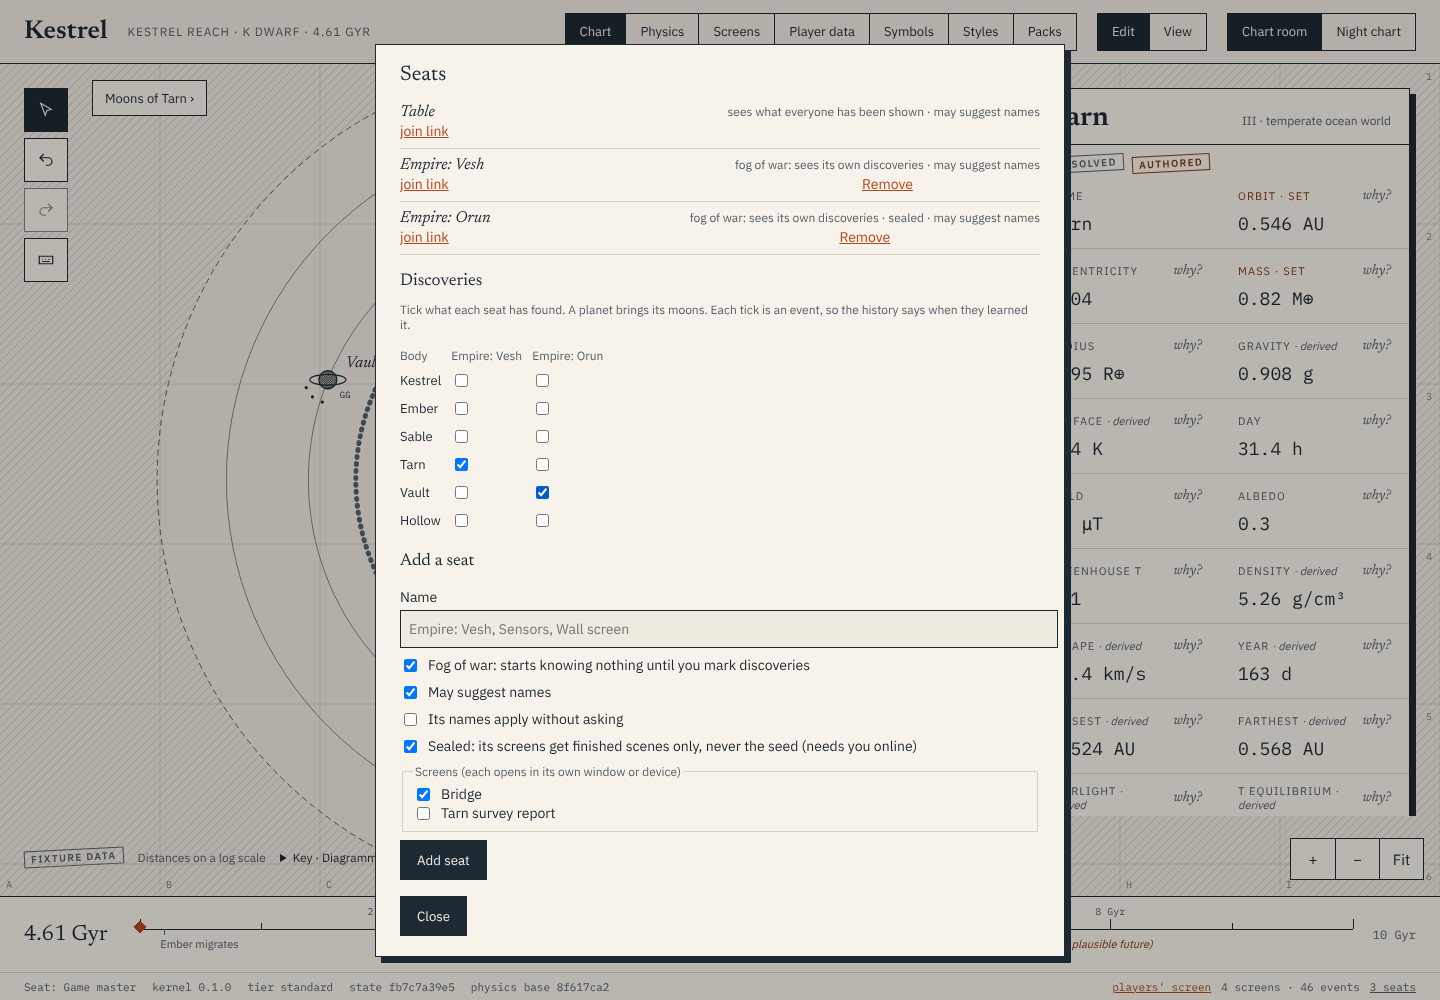 Kestrel
KESTREL REACH · K DWARF · 4.61 GYR
Chart
Physics
Screens
Player data
Symbols
Styles
Packs
Edit
View
Chart room
Night chart
Moons of Tarn ›
Seats
Table
sees what everyone has been shown · may suggest names
join link
Empire: Vesh
fog of war: sees its own discoveries · may suggest names
join link
Remove
Empire: Orun
fog of war: sees its own discoveries · sealed · may suggest names
join link
Remove
Discoveries
Tick what each seat has found. A planet brings its moons. Each tick is an event, so the history says when they learned
it.
Body Empire: Vesh Empire: Orun
Kestrel
Ember
Sable
Tarn
Vault
Hollow
Add a seat
Name
Empire: Vesh, Sensors, Wall screen
Fog of war: starts knowing nothing until you mark discoveries
May suggest names
Its names apply without asking
Sealed: its screens get finished scenes only, never the seed (needs you online)
Screens (each opens in its own window or device)
Bridge
Tarn survey report
Add seat
Close
Vaul
GG
arn
III · temperate ocean world
SOLVED
AUTHORED
ME
ORBIT · SET why?
rn
0.546 AU
ENTRICITY why?
MASS · SET why?
04
0.82 M⊕
IUS why?
GRAVITY · derived why?
95 R⊕
0.908 g
FACE · derived why?
DAY why?
4 K
31.4 h
LD why?
ALBEDO why?
µT
0.3
ENHOUSE T why?
DENSITY · derived why?
1
5.26 g/cm³
APE · derived why?
YEAR · derived why?
.4 km/s
163 d
SEST · derived why?
FARTHEST · derived why?
524 AU
0.568 AU
RLIGHT · why?
ved
T EQUILIBRIUM · why?
derived
1
2
3
4
5
6
+
−
Fit
FIXTURE DATA
Distances on a log scale
Key · Diagramm
A
B
C
H
I
4.61 Gyr
2
8 Gyr
10 Gyr
Ember migrates
plausible future)
Seat: Game master kernel 0.1.0 tier standard state fb7c7a39e5 physics base 8f617ca2
players' screen 4 screens · 46 events 3 seats